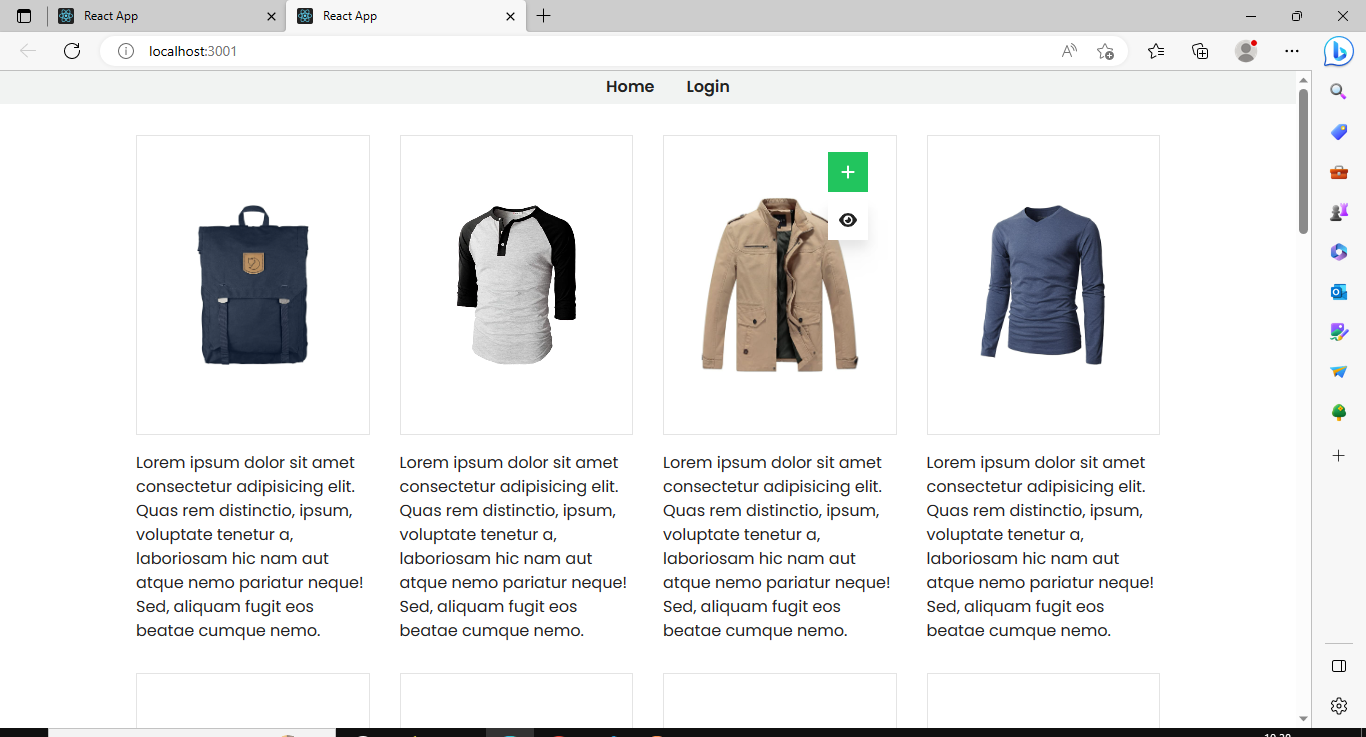 React App
React App
localhost:3001
Home Login
Lorem ipsum dolor sit amet
consectetur adipisicing elit.
Quas rem distinctio, ipsum,
voluptate tenetur a,
laboriosam hic nam aut
atque nemo pariatur neque!
Sed, aliquam fugit eos
beatae cumque nemo.
Lorem ipsum dolor sit amet
consectetur adipisicing elit.
Quas rem distinctio, ipsum,
voluptate tenetur a,
laboriosam hic nam aut
atque nemo pariatur neque!
Sed, aliquam fugit eos
beatae cumque nemo.
Lorem ipsum dolor sit amet
consectetur adipisicing elit.
Quas rem distinctio, ipsum,
voluptate tenetur a,
laboriosam hic nam aut
atque nemo pariatur neque!
Sed, aliquam fugit eos
beatae cumque nemo.
Lorem ipsum dolor sit amet
consectetur adipisicing elit.
Quas rem distinctio, ipsum,
voluptate tenetur a,
laboriosam hic nam aut
atque nemo pariatur neque!
Sed, aliquam fugit eos
beatae cumque nemo.